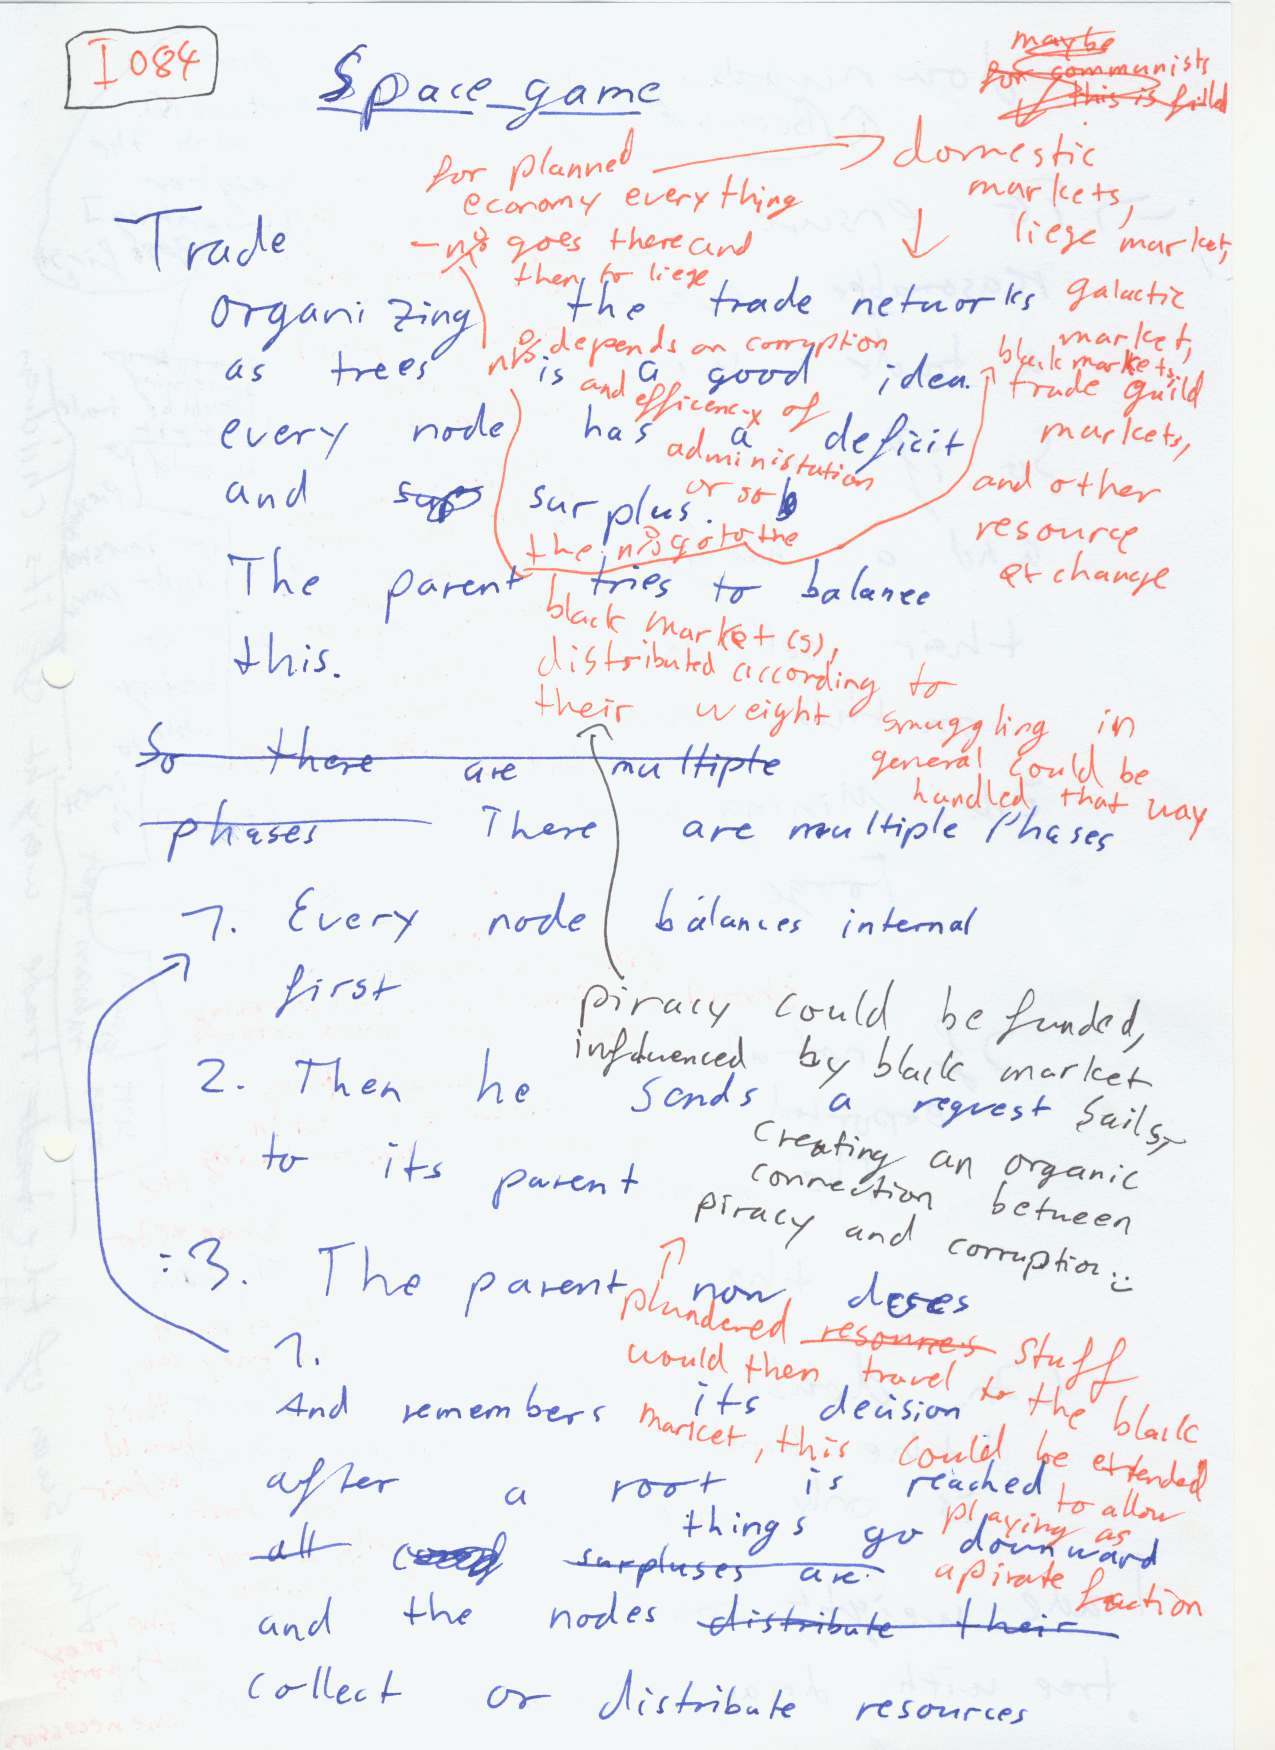 I 084
Space game
maybe
for communists
this is failed
for planned
economy everything
-n% goes there and
then to liege
domestic
markets,
liege market,
galactic
market,
black markets,
trade guild
markets,
and other
resource
exchange
Trade
organizing the trade networks
as trees is a good idea.
every node has a deficit
and sup surplus.
The parent tries to balance
this.
n% depends on corruption
and efficency of
administation
or so
the n% go to the
black market(s),
distributed according to
their weight
smuggling in
general could be
handled that way
So there are multiple
phases There are multiple Phases
1. Every node balances internal
first
piracy could be funded,
influenced by black market
sails,
creating an organic
connection between
piracy and corruption :)
2. Then he sends a request
to its parent
3. The parent now does
1.
And remembers its decision
after a root is reached
things go downward
all surpluses are
and the nodes distribute their
collect or distribute resources
plundered resources stuff
would then travel to the black
market, this could be extended
to allow
playing as
a pirate faction